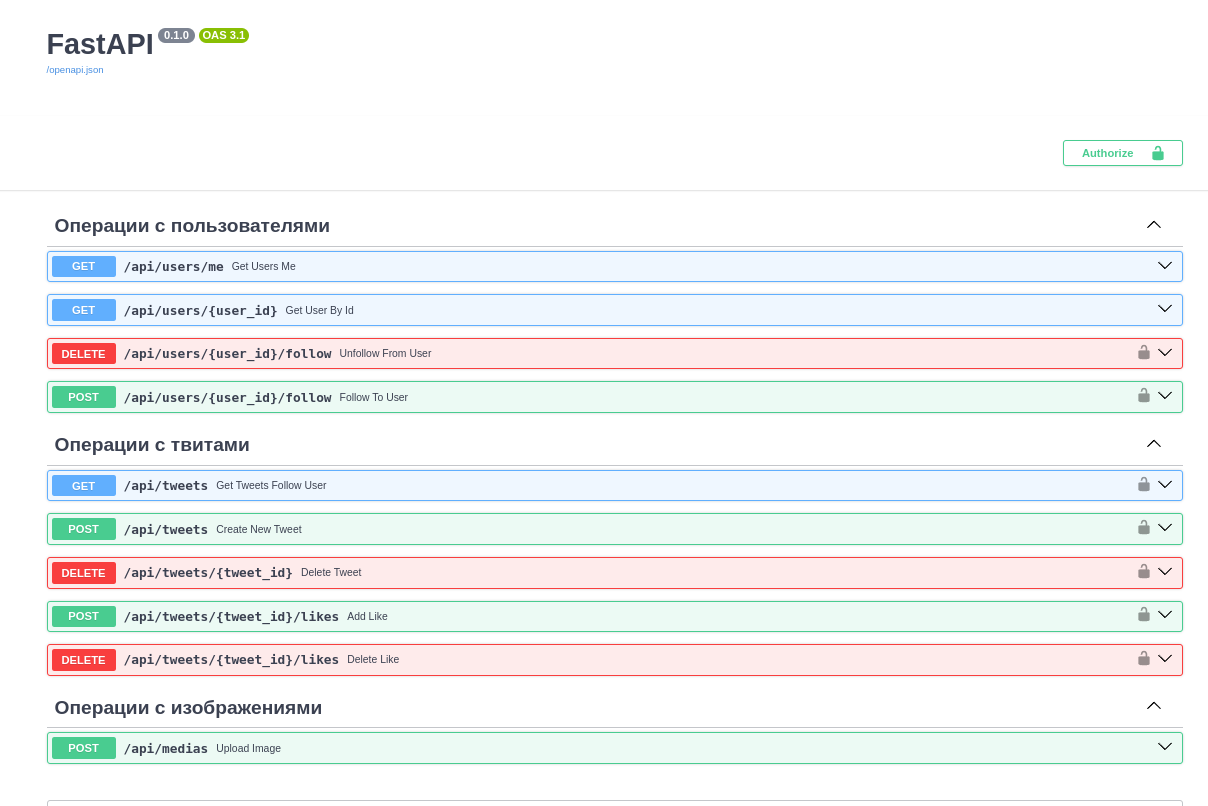 FastAPI 0.1.0 OAS 3.1
/openapi.json
Authorize
Операции с пользователями
GET /api/users/me Get Users Me
GET /api/users/{user_id} Get User By Id
DELETE /api/users/{user_id}/follow Unfollow From User
POST /api/users/{user_id}/follow Follow To User
Операции с твитами
GET /api/tweets Get Tweets Follow User
POST /api/tweets Create New Tweet
DELETE /api/tweets/{tweet_id} Delete Tweet
POST /api/tweets/{tweet_id}/likes Add Like
DELETE /api/tweets/{tweet_id}/likes Delete Like
Операции с изображениями
POST /api/medias Upload Image